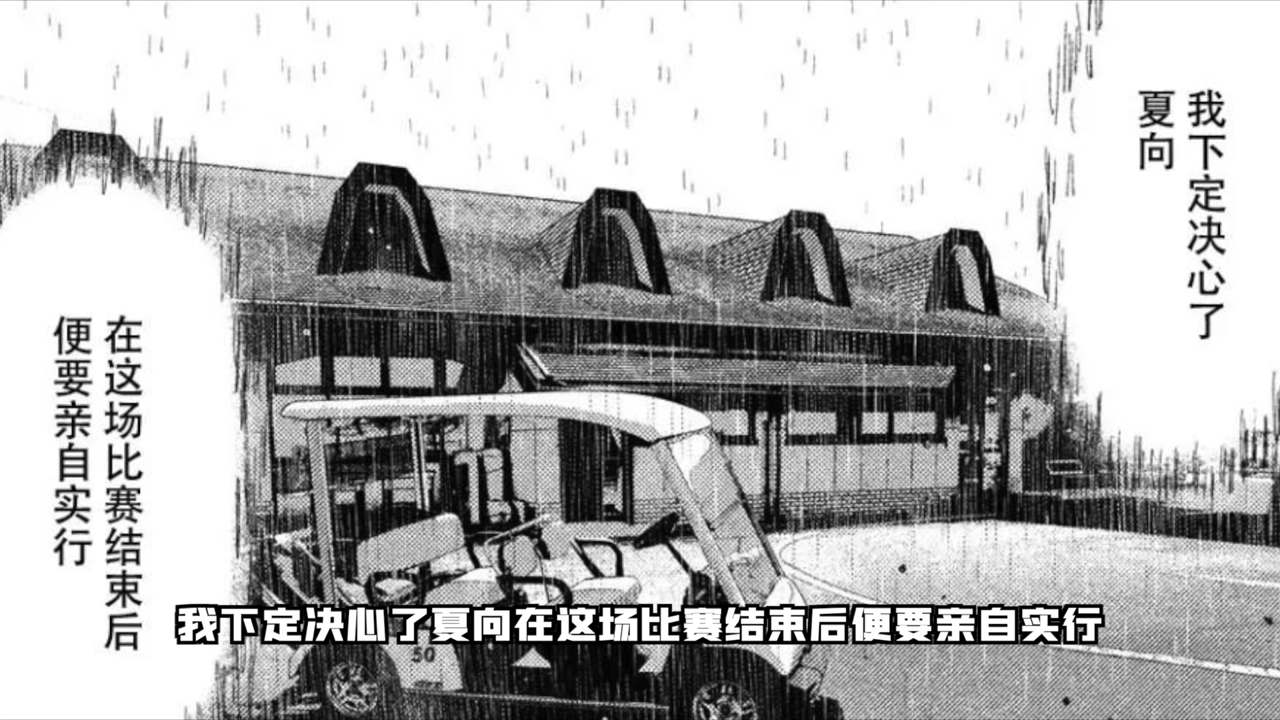 我下定决心了
夏向
在这场比赛结束后
便要亲自实行
我下定决心了夏向在这场比赛结束后便要亲自实行
50